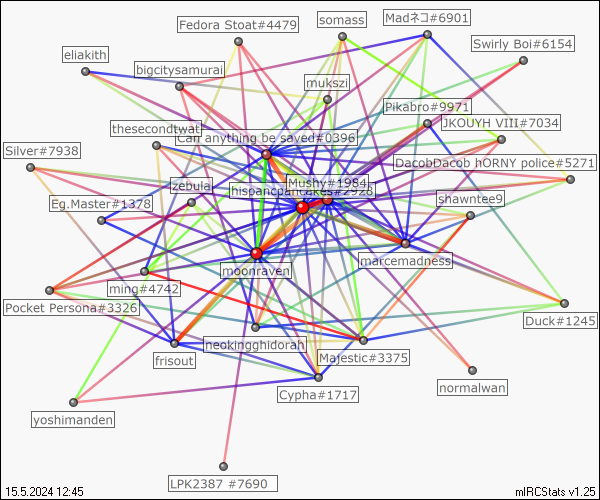 Fedora Stoat#4479
somass
Madネコ#6901
Swirly Boi#6154
eliakith
bigcitysamurai
mukszi
Pikabro#9971
JKOUYH VIII#7034
thesecondtwat
Can anything be sayed#0396
Silver#7938
DacobDacob hORNY police#5271
zebula
Mushy#1984
hispancpancakes#2928
Eg.Master#1378
shawntee9
moonraven
marcemadness
ming#4742
Pocket Persona#3326
Duck#1245
neokingghidorah
frisout
Majestic#3375
Cypha#1717
normalwan
yoshimanden
LPK2387 #7690
15.5.2024 12:45
mIRCStats v1.25